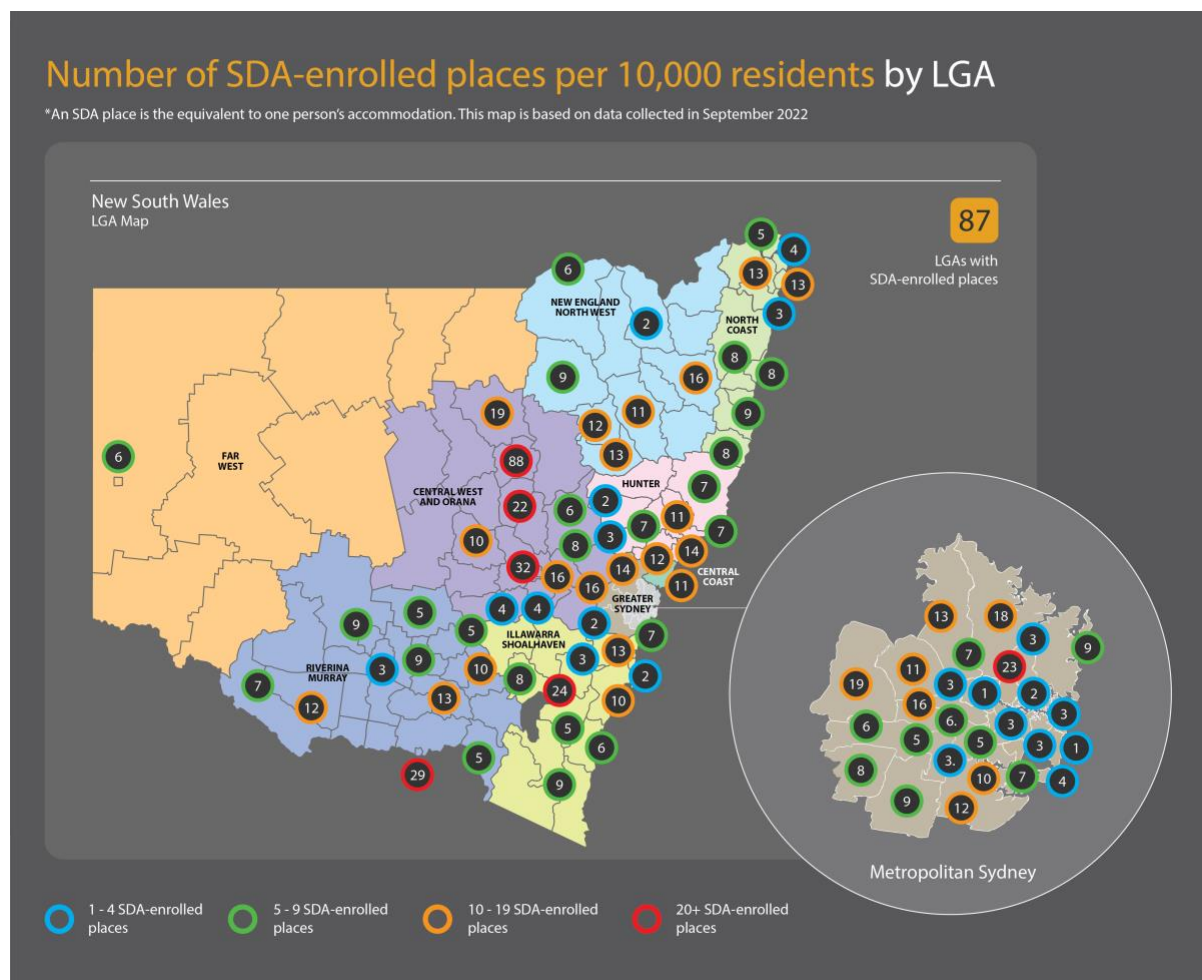 Number of SDA-enrolled places per 10,000 residents by LGA
*An SDA place is the equivalent to one person's accommodation. This map is based on data collected in September 2022
New South Wales
LGA Map
87
LGAs with
SDA-enrolled places
5
4
13
13
6
NEW ENGLAND
NORTH WEST
2
NORTH
COAST
3
8
8
9
16
19
12
11
9
13
8
6
FAR
WEST
88
HUNTER
7
CENTRAL WEST
AND ORANA
22
6
2
11
7
7
10
8
3
14
12
32
16
14
CENTRAL
COAST
16
11
GREATER
SYDNEY
4
4
5
9
5
2
7
ILLAWARRA
SHOALHAVEN
13
9
3
RIVERINA
MURRAY
3
10
8
2
7
24
13
10
12
5
6
5
29
9
13
18
3
9
7
23
11
19
3
1
2
16
3
6.
3
6
5
5
3
1
3.
8
10
7
4
9
12
Metropolitan Sydney
1 - 4 SDA-enrolled
places
5 - 9 SDA-enrolled
places
10 - 19 SDA-enrolled
places
20+ SDA-enrolled
places